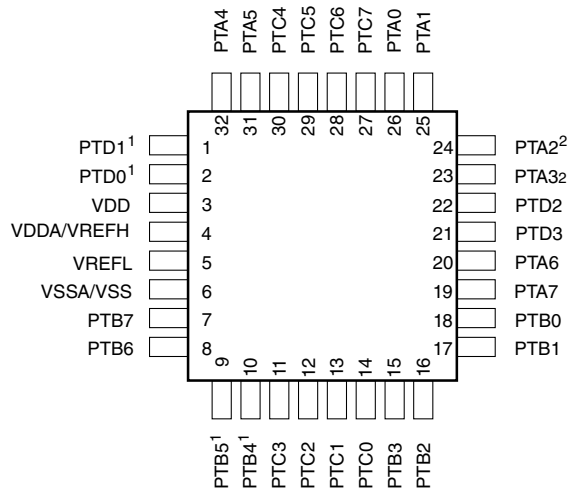 PTA4 PTA5 PTC4 PTC5 PTC6 PTC7 PTA0 PTA1
32 31 30 29 28 27 26 25
PTD1¹ 1 24 PTA2²
PTD0¹ 2 23 PTA32
VDD 3 22 PTD2
VDDA/VREFH 4 21 PTD3
VREFL 5 20 PTA6
VSSA/VSS 6 19 PTA7
PTB7 7 18 PTB0
PTB6 8 17 PTB1
9 10 11 12 13 14 15 16
PTB5¹ PTB4¹ PTC3 PTC2 PTC1 PTC0 PTB3 PTB2